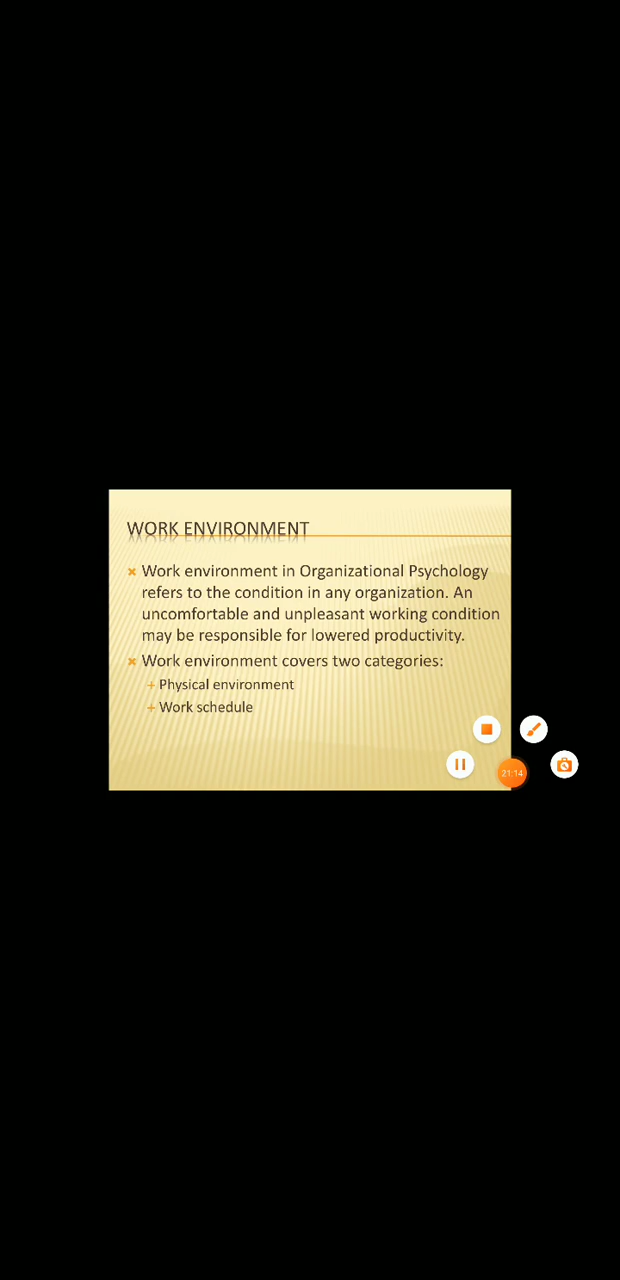 WORK ENVIRONMENT
Work environment in Organizational Psychology
refers to the condition in any organization. An
uncomfortable and unpleasant working condition
may be responsible for lowered productivity.
Work environment covers two categories:
Physical environment
Work schedule
21:14